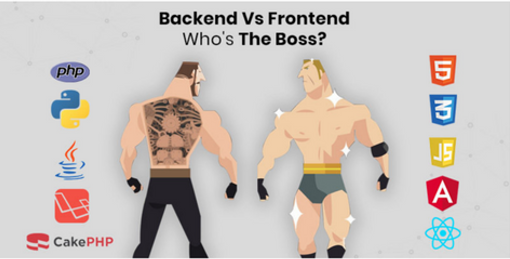 Backend Vs Frontend
Who's The Boss?
php
5
3
JS
A
CakePHP